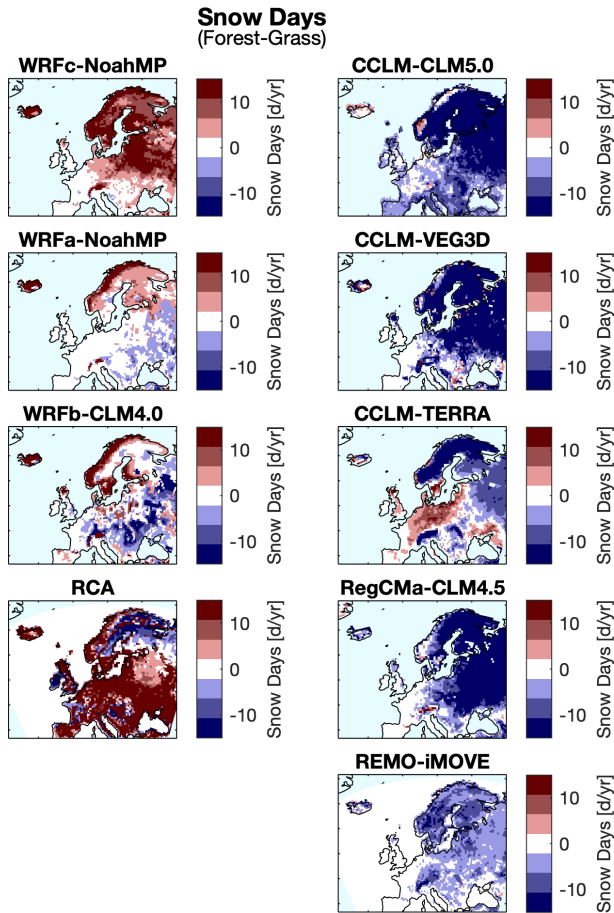 Snow Days
(Forest-Grass)
WRFc-NoahMP
10
0
-10
Snow Days [d/yr]
CCLM-CLM5.0
10
0
-10
Snow Days [d/yr]
WRFa-NoahMP
10
0
-10
Snow Days [d/yr]
CCLM-VEG3D
10
0
-10
Snow Days [d/yr]
WRFb-CLM4.0
10
0
-10
Snow Days [d/yr]
CCLM-TERRA
10
0
-10
Snow Days [d/yr]
RCA
10
0
-10
Snow Days [d/yr]
RegCMa-CLM4.5
10
0
-10
Snow Days [d/yr]
REMO-iMOVE
10
0
-10
Snow Days [d/yr]